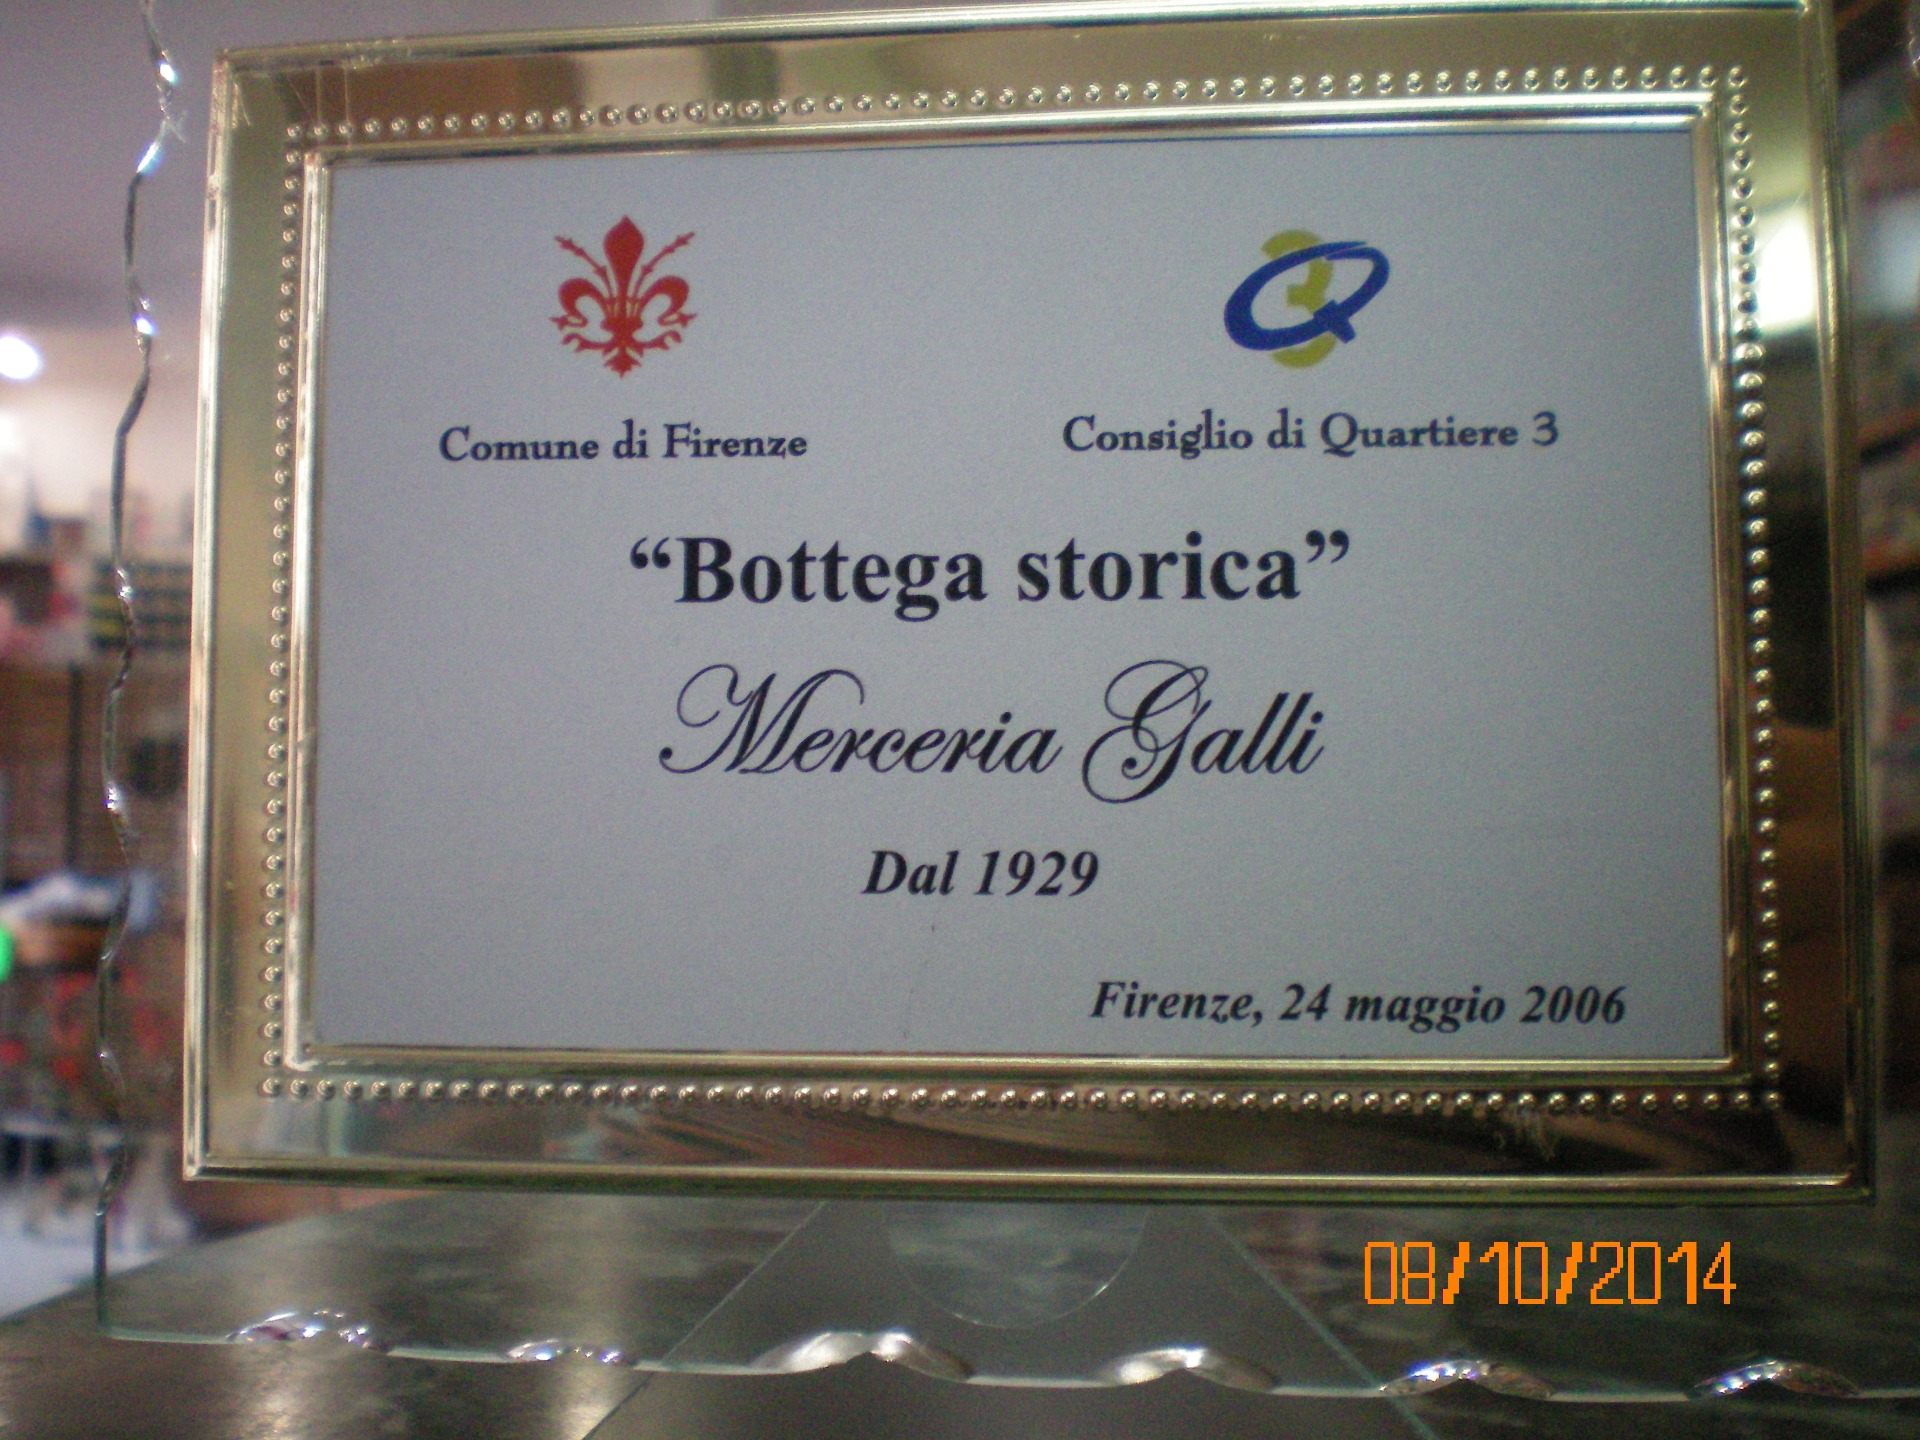 Comune di Firenze
Consiglio di Quartiere 3
“Bottega storica”
Merceria Galli
Dal 1929
Firenze, 24 maggio 2006
08/10/2014